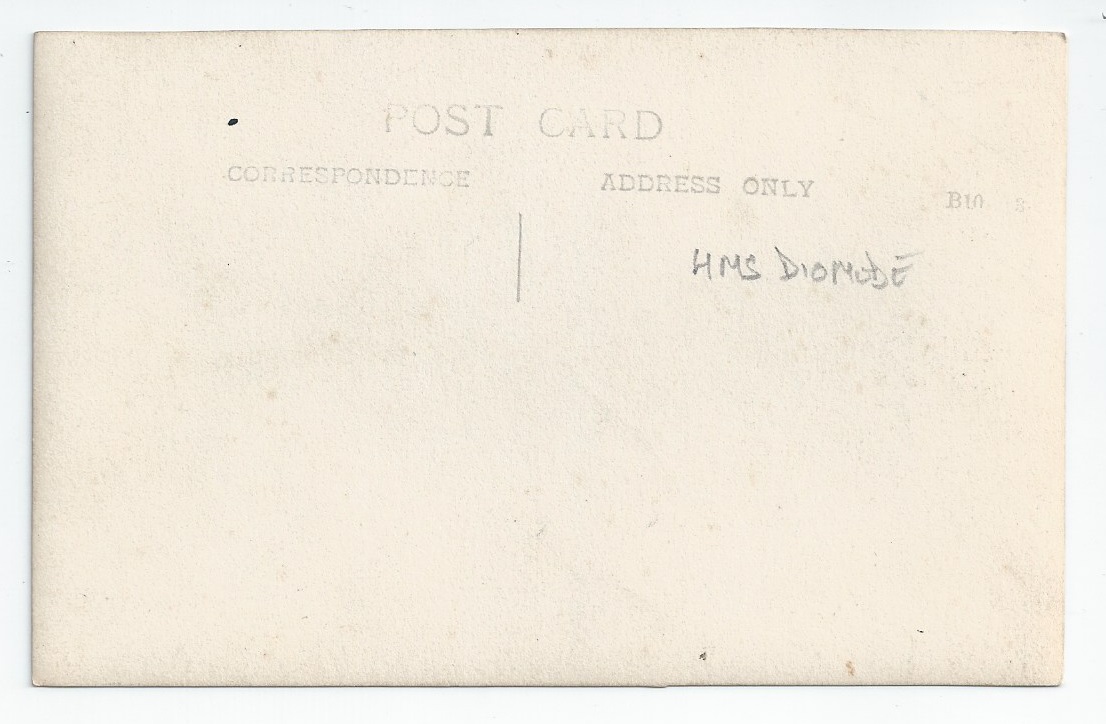 POST CARD
CORRESPONDENCE ADDRESS ONLY
B10
HMS DIOMEDE